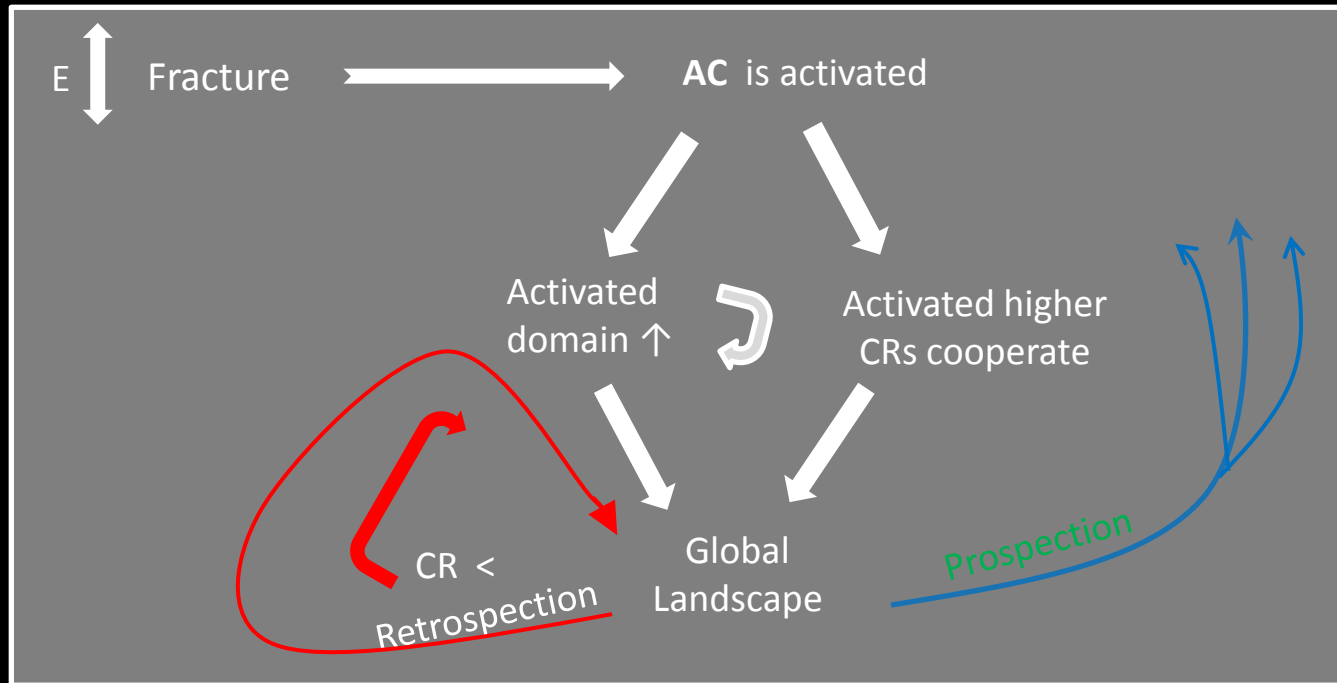 E Fracture AC is activated
Activated
domain ↑
Activated higher
CRs cooperate
CR <
Retrospection
Global
Landscape
Prospection